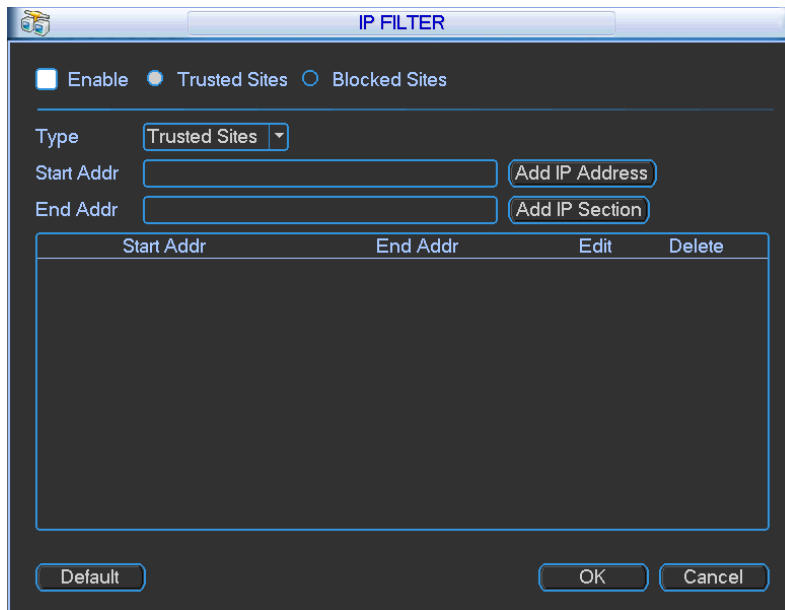 IP FILTER
Enable Trusted Sites Blocked Sites
Type Trusted Sites
Start Addr Add IP Address
End Addr Add IP Section
Start Addr End Addr Edit Delete
Default OK Cancel